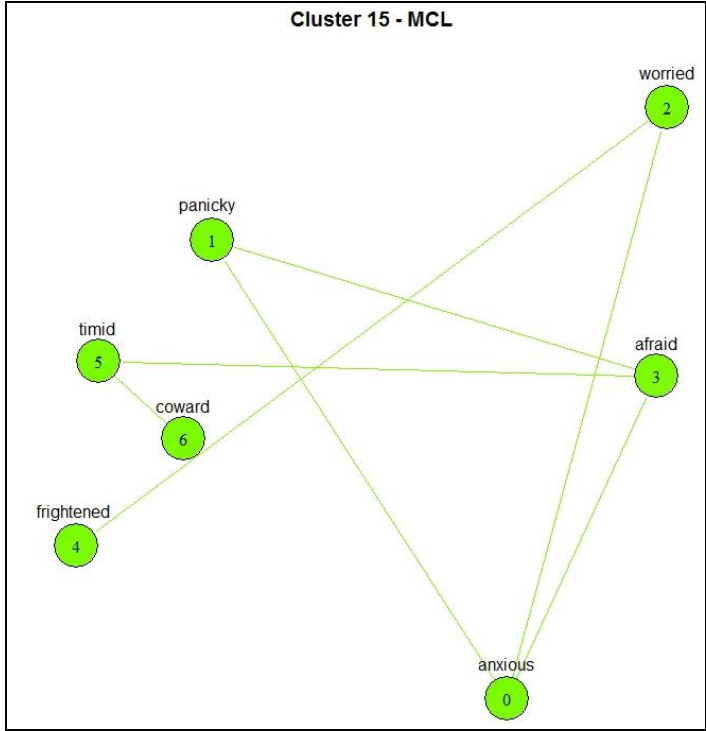 Cluster 15 - MCL
worried
2
panicky
1
timid
5
afraid
3
coward
6
frightened
4
anxious
0